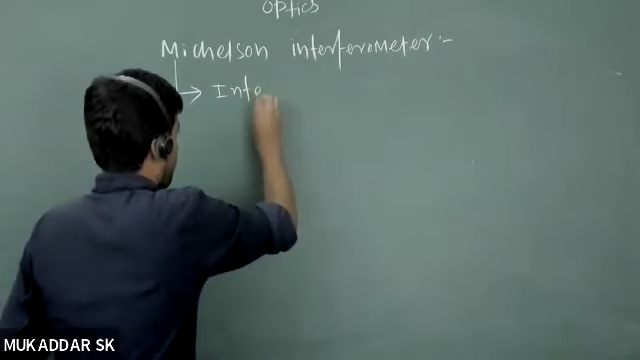 Optics
Michelson interferometer :-
→ Inte
MUKADDAR SK